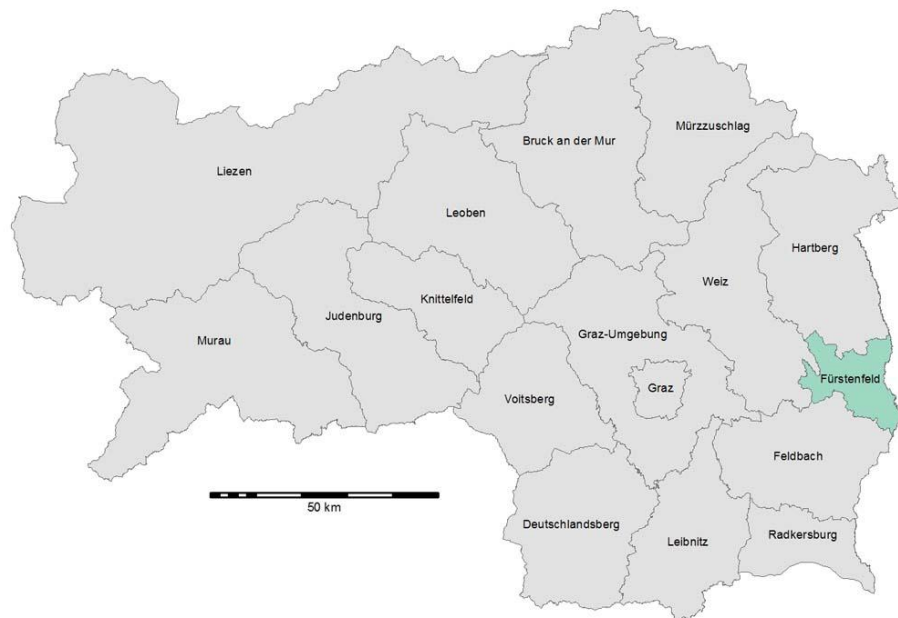 Mürzzuschlag
Bruck an der Mur
Liezen
Leoben
Hartberg
Weiz
Knittelfeld
Judenburg
Graz-Umgebung
Murau
Fürstenfeld
Graz
Voitsberg
Feldbach
50 km
Deutschlandsberg
Radkersburg
Leibnitz